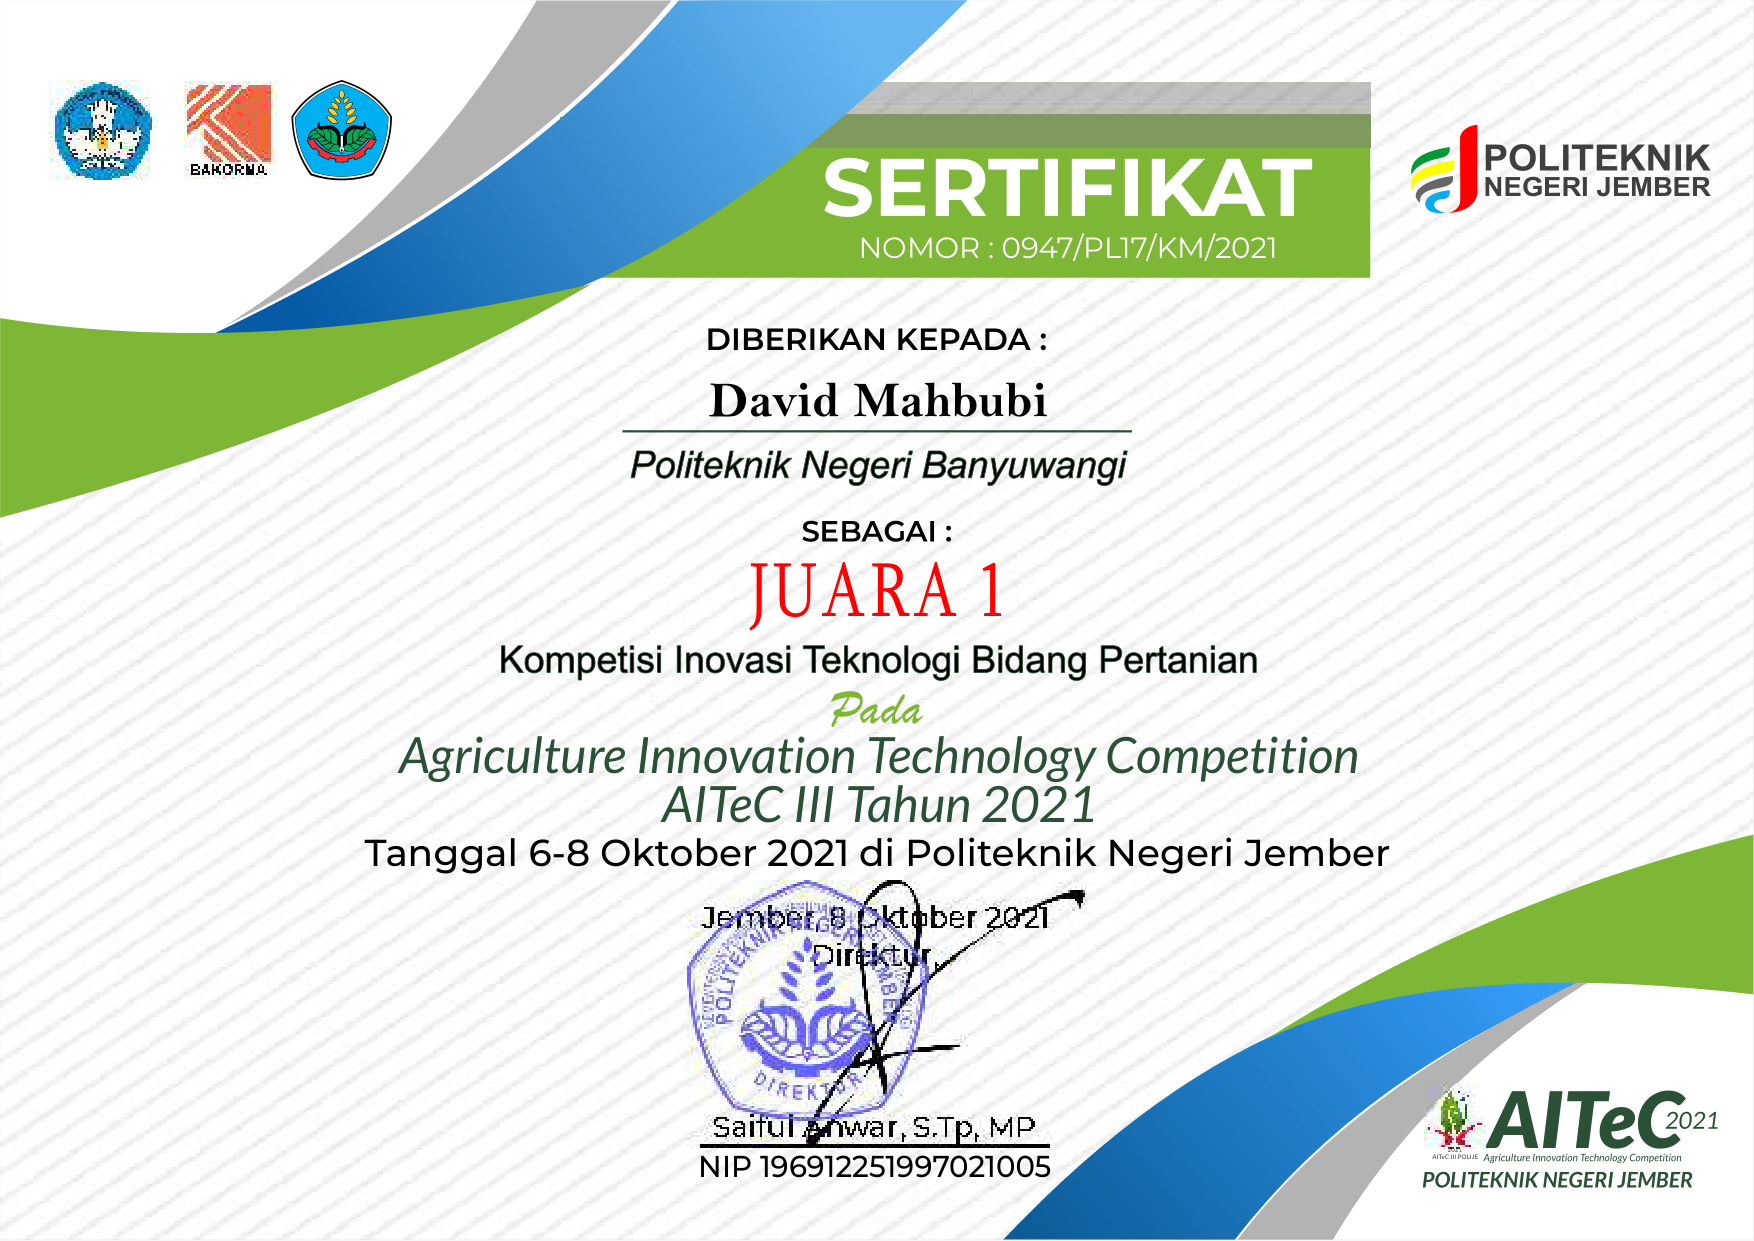 BAKORMA
SERTIFIKAT
NOMOR : 0947/PL17/KM/2021
POLITEKNIK
NEGERI JEMBER
DIBERIKAN KEPADA :
David Mahbubi
Politeknik Negeri Banyuwangi
SEBAGAI :
JUARA 1
Kompetisi Inovasi Teknologi Bidang Pertanian
Pada
Agriculture Innovation Technology Competition
AITeC III Tahun 2021
Tanggal 6-8 Oktober 2021 di Politeknik Negeri Jember
Jember, 8 Oktober 2021
Direktur,
POLITEKNIK NEGERI JEMBER
DIREKTUR
Saiful Anwar, S.Tp, MP
NIP 196912251997021005
AITeC 2021
AITeC III POLIJE
Agriculture Innovation Technology Competition
POLITEKNIK NEGERI JEMBER